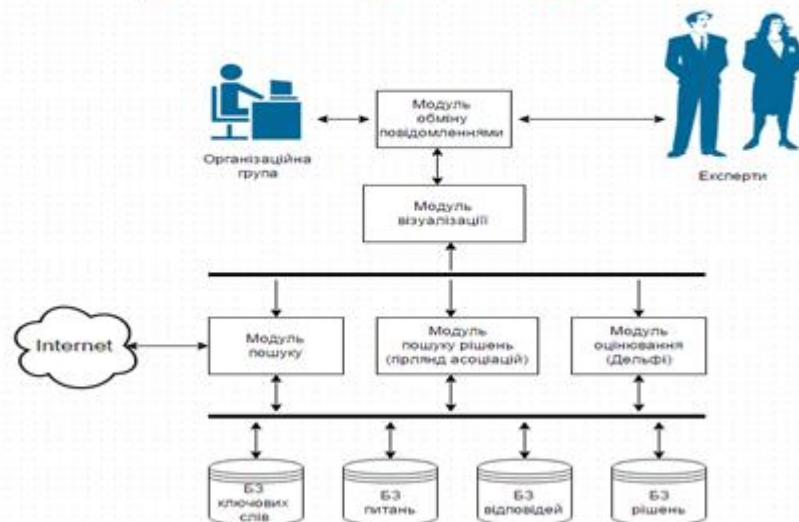 Модуль
обміну
повідомленнями
Організаційна
група
Експерти
Модуль
візуалізації
Internet
Модуль
пошуку
Модуль
пошуку рішень
(гірлянд асоціацій)
Модуль
оцінювання
(Дельфі)
БЗ
ключових
слів
БЗ
питань
БЗ
відповідей
БЗ
рішень